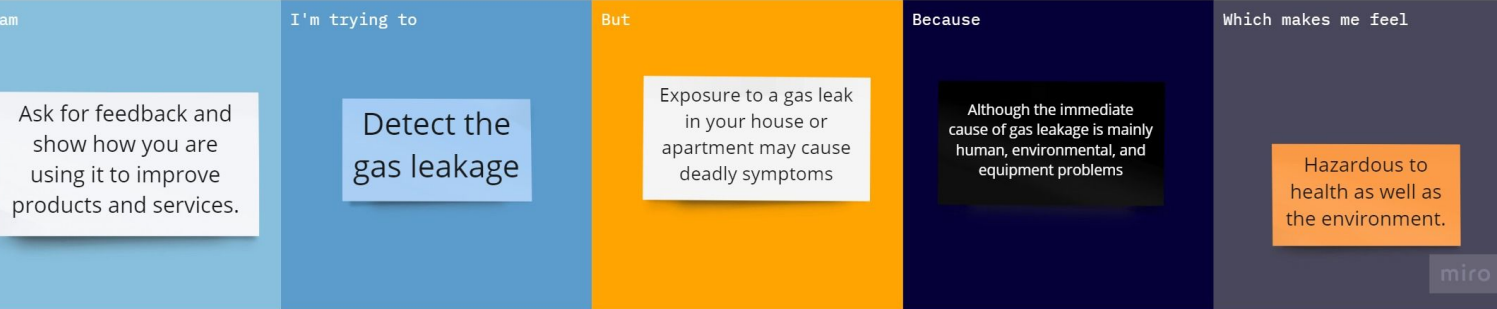 am
Ask for feedback and
show how you are
using it to improve
products and services.
I'm trying to
Detect the
gas leakage
But
Exposure to a gas leak
in your house or
apartment may cause
deadly symptoms
Because
Although the immediate
cause of gas leakage is mainly
human, environmental, and
equipment problems
Which makes me feel
Hazardous to
health as well as
the environment.
miro